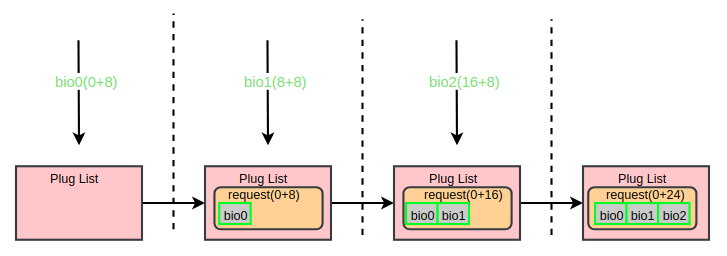 bio0(0+8)
bio1(8+8)
bio2(16+8)
Plug List
Plug List
request(0+8)
bio0
Plug List
request(0+16)
bio0 bio1
Plug List
request(0+24)
bio0 bio1 bio2